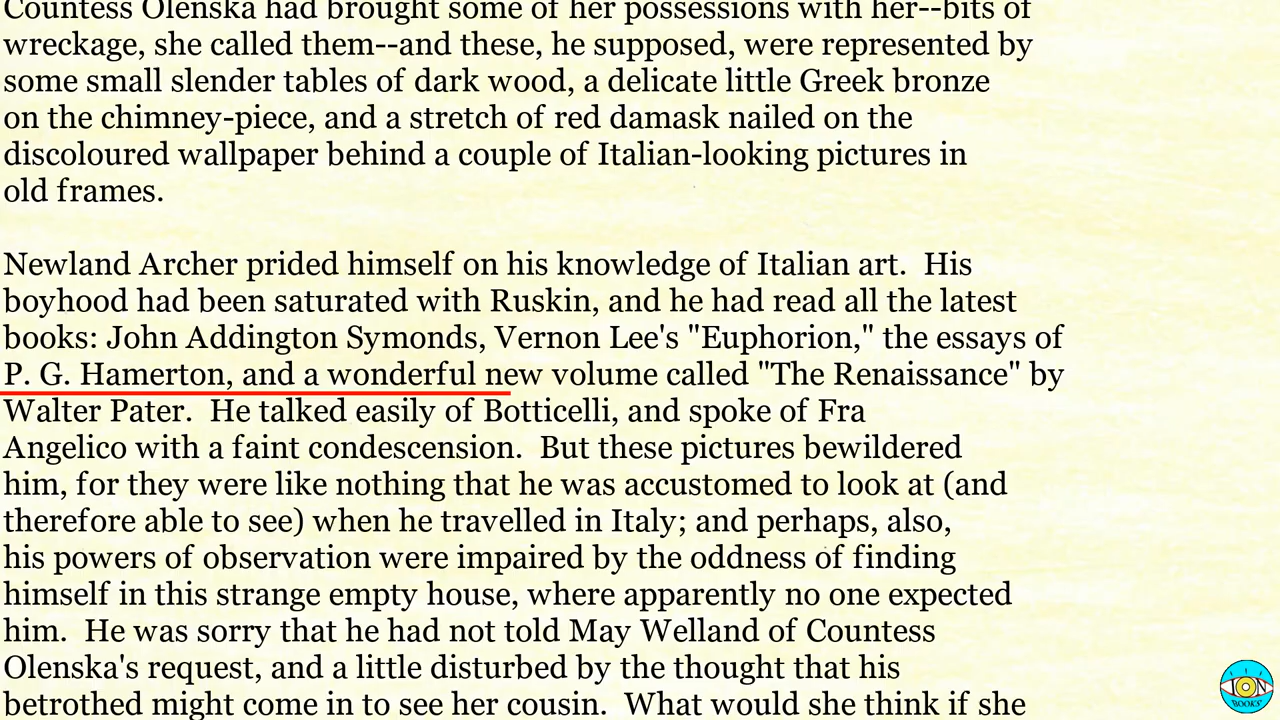 Countess Olenska had brought some of her possessions with her--bits of
wreckage, she called them--and these, he supposed, were represented by
some small slender tables of dark wood, a delicate little Greek bronze
on the chimney-piece, and a stretch of red damask nailed on the
discoloured wallpaper behind a couple of Italian-looking pictures in
old frames.
Newland Archer prided himself on his knowledge of Italian art.  His
boyhood had been saturated with Ruskin, and he had read all the latest
books: John Addington Symonds, Vernon Lee's "Euphorion," the essays of
P. G. Hamerton, and a wonderful new volume called "The Renaissance" by
Walter Pater.  He talked easily of Botticelli, and spoke of Fra
Angelico with a faint condescension.  But these pictures bewildered
him, for they were like nothing that he was accustomed to look at (and
therefore able to see) when he travelled in Italy; and perhaps, also,
his powers of observation were impaired by the oddness of finding
himself in this strange empty house, where apparently no one expected
him.  He was sorry that he had not told May Welland of Countess
Olenska's request, and a little disturbed by the thought that his
betrothed might come in to see her cousin.  What would she think if she
ION
BOOKS